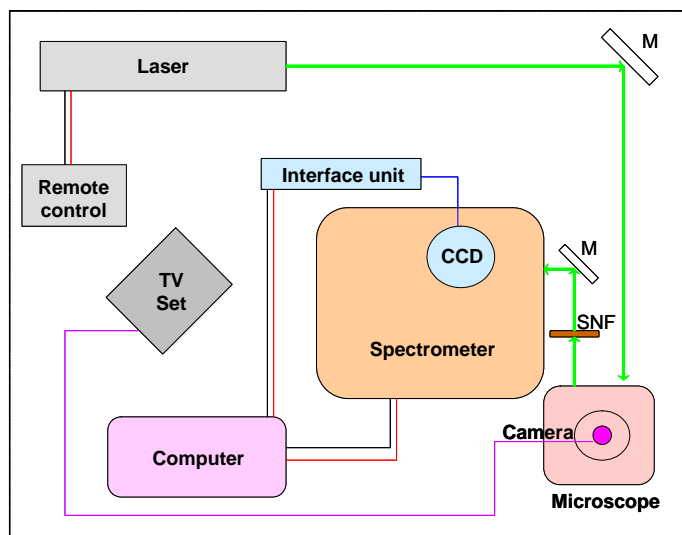 M
Laser
Remote
control
Interface unit
CCD
M
TV
Set
SNF
Spectrometer
Camera
Computer
Microscope